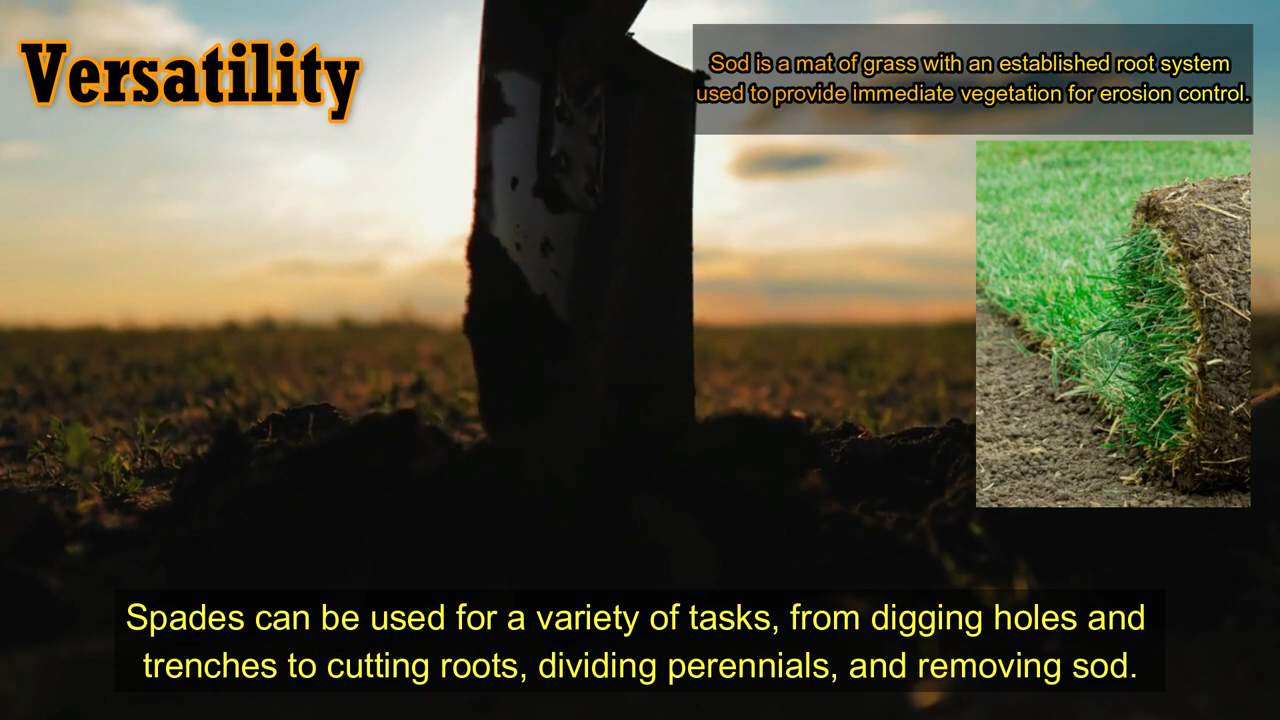 Versatility
Sod is a mat of grass with an established root system
used to provide immediate vegetation for erosion control.
Spades can be used for a variety of tasks, from digging holes and
trenches to cutting roots, dividing perennials, and removing sod.